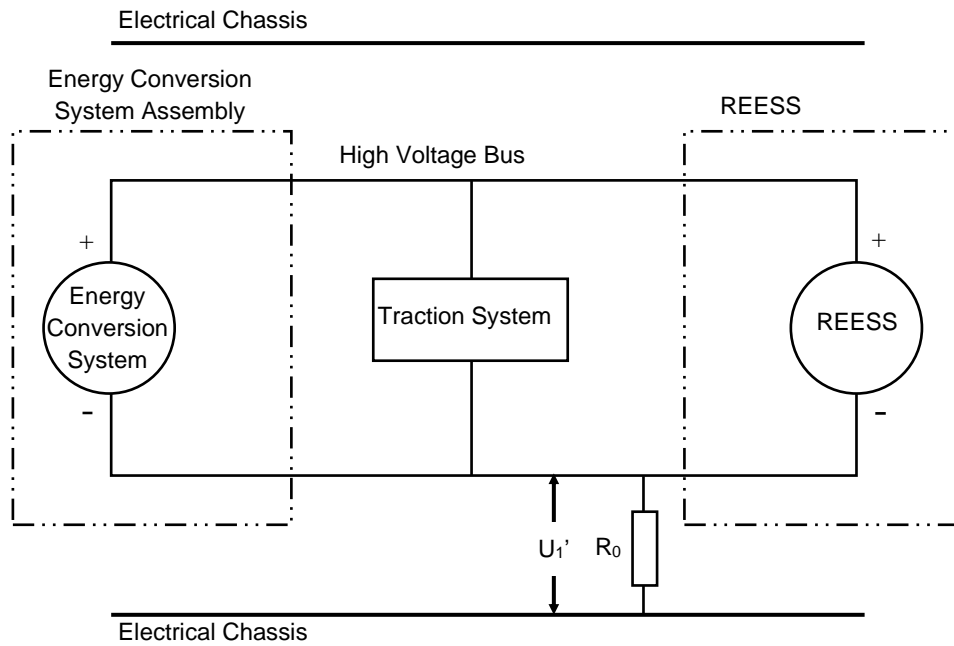 Electrical Chassis
Energy Conversion
System Assembly
REESS
High Voltage Bus
+
+
Energy
Conversion
System
Traction System
REESS
-
-
U₁’
R₀
Electrical Chassis